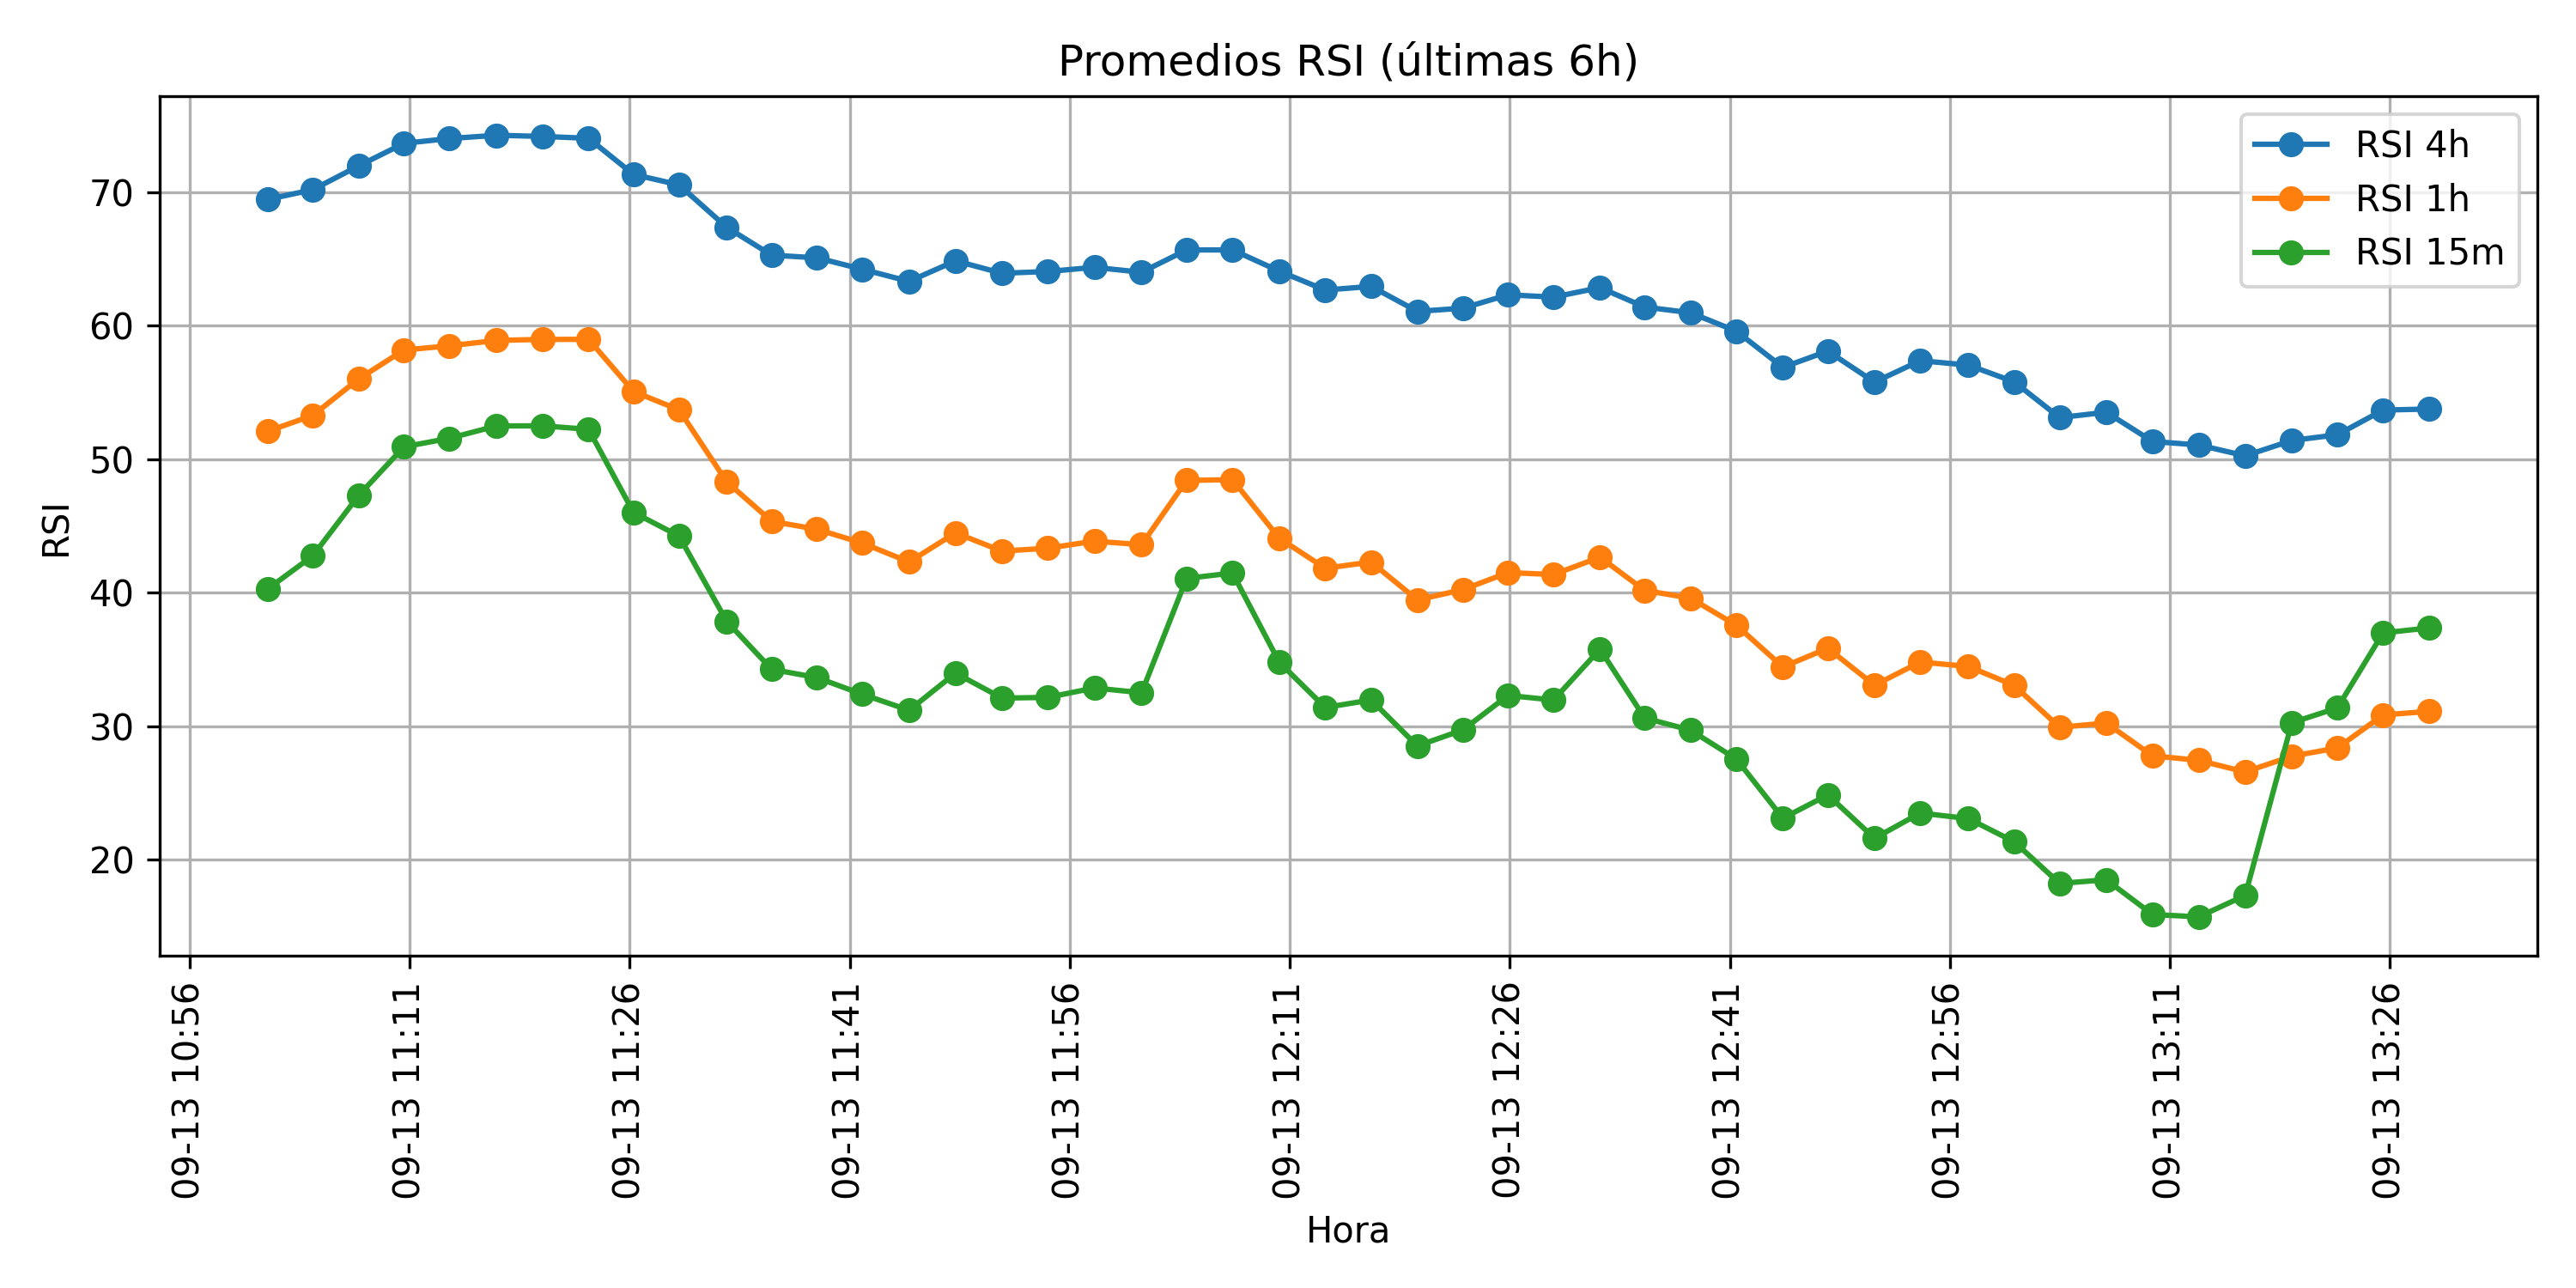 Promedios RSI (últimas 6h)
RSI 4h
RSI 1h
RSI 15m
RSI
70
60
50
40
30
20
09-13 10:56
09-13 11:11
09-13 11:26
09-13 11:41
09-13 11:56
09-13 12:11
09-13 12:26
09-13 12:41
09-13 12:56
09-13 13:11
09-13 13:26
Hora